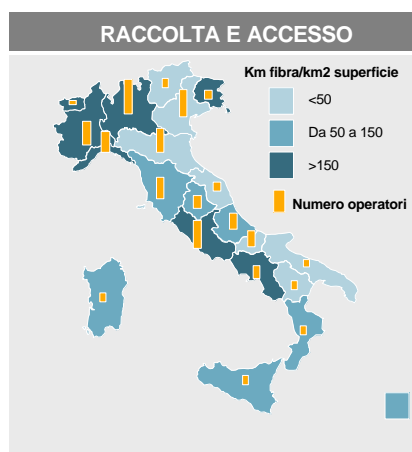 RACCOLTA E ACCESSO
Km fibra/km2 superficie
<50
Da 50 a 150
>150
Numero operatori